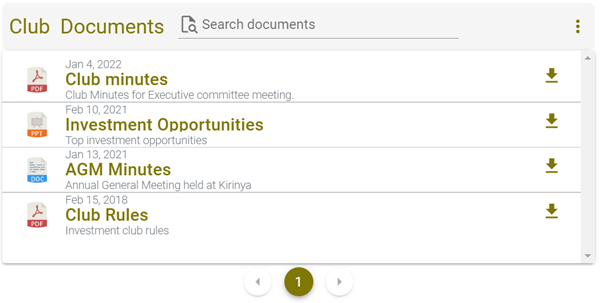 Club Documents Search documents
Jan 4, 2022
Club minutes
PDF
Club Minutes for Executive committee meeting.
Feb 10, 2021
Investment Opportunities
PPT
Top investment opportunities
Jan 13, 2021
AGM Minutes
DOC
Annual General Meeting held at Kirinya
Feb 15, 2018
Club Rules
PDF
Investment club rules
1